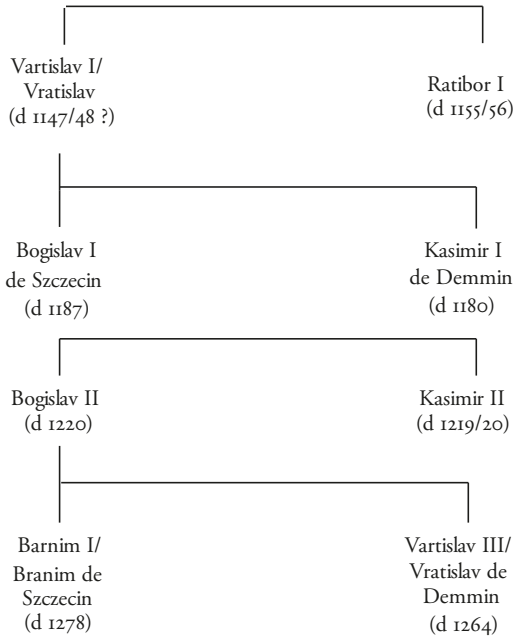 Vartislav I/
Vratislav
(d 1147/48 ?)
Ratibor I
(d 1155/56)
Bogislav I
de Szczecin
(d 1187)
Kasimir I
de Demmin
(d 1180)
Bogislav II
(d 1220)
Kasimir II
(d 1219/20)
Barnim I/
Branim de
Szczecin
(d 1278)
Vartislav III/
Vratislav de
Demmin
(d 1264)